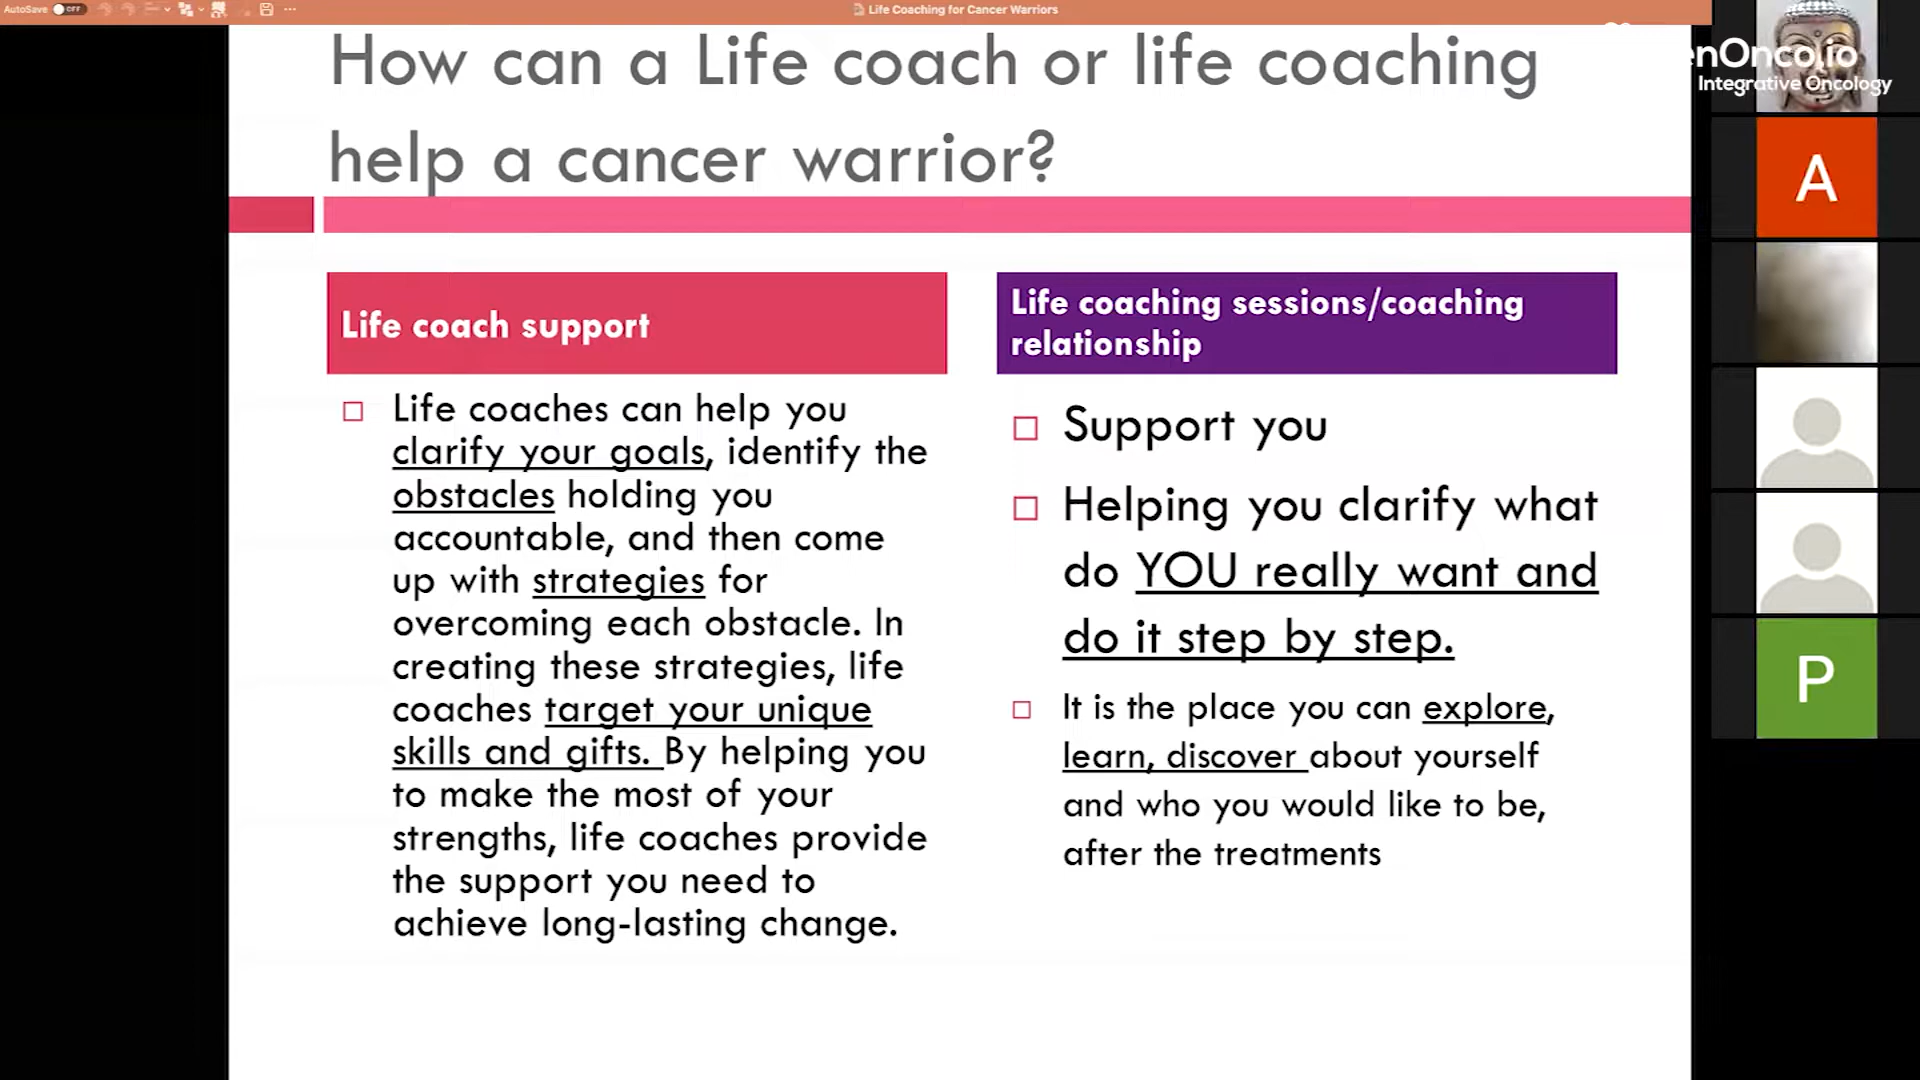 AutoSave OFF
Life Coaching for Cancer Warriors
How can a Life coach or life coaching
help a cancer warrior?
enOnco.io
Integrative Oncology
A
P
Life coach support
Life coaches can help you
clarify your goals, identify the
obstacles holding you
accountable, and then come
up with strategies for
overcoming each obstacle. In
creating these strategies, life
coaches target your unique
skills and gifts. By helping you
to make the most of your
strengths, life coaches provide
the support you need to
achieve long-lasting change.
Life coaching sessions/coaching
relationship
Support you
Helping you clarify what
do YOU really want and
do it step by step.
It is the place you can explore,
learn, discover about yourself
and who you would like to be,
after the treatments